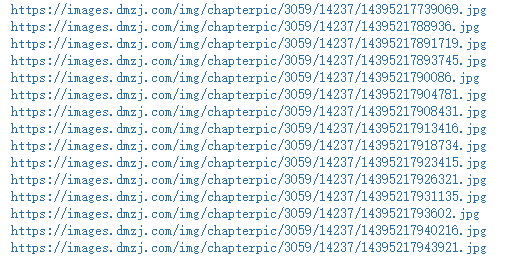 https://images.dmzj.com/img/chapterpic/3059/14237/14395217739069.jpg
https://images.dmzj.com/img/chapterpic/3059/14237/1439521788936.jpg
https://images.dmzj.com/img/chapterpic/3059/14237/14395217891719.jpg
https://images.dmzj.com/img/chapterpic/3059/14237/14395217893745.jpg
https://images.dmzj.com/img/chapterpic/3059/14237/1439521790086.jpg
https://images.dmzj.com/img/chapterpic/3059/14237/14395217904781.jpg
https://images.dmzj.com/img/chapterpic/3059/14237/14395217908431.jpg
https://images.dmzj.com/img/chapterpic/3059/14237/14395217913416.jpg
https://images.dmzj.com/img/chapterpic/3059/14237/14395217918734.jpg
https://images.dmzj.com/img/chapterpic/3059/14237/14395217923415.jpg
https://images.dmzj.com/img/chapterpic/3059/14237/14395217926321.jpg
https://images.dmzj.com/img/chapterpic/3059/14237/14395217931135.jpg
https://images.dmzj.com/img/chapterpic/3059/14237/1439521793602.jpg
https://images.dmzj.com/img/chapterpic/3059/14237/14395217940216.jpg
https://images.dmzj.com/img/chapterpic/3059/14237/14395217943921.jpg